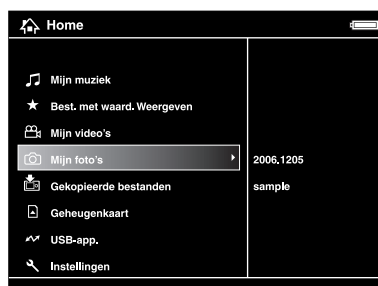 Home
Mijn muziek
Best. met waard. Weergeven
Mijn video's
Mijn foto's
2006.1205
Gekopieerde bestanden
sample
Geheugenkaart
USB-app.
Instellingen